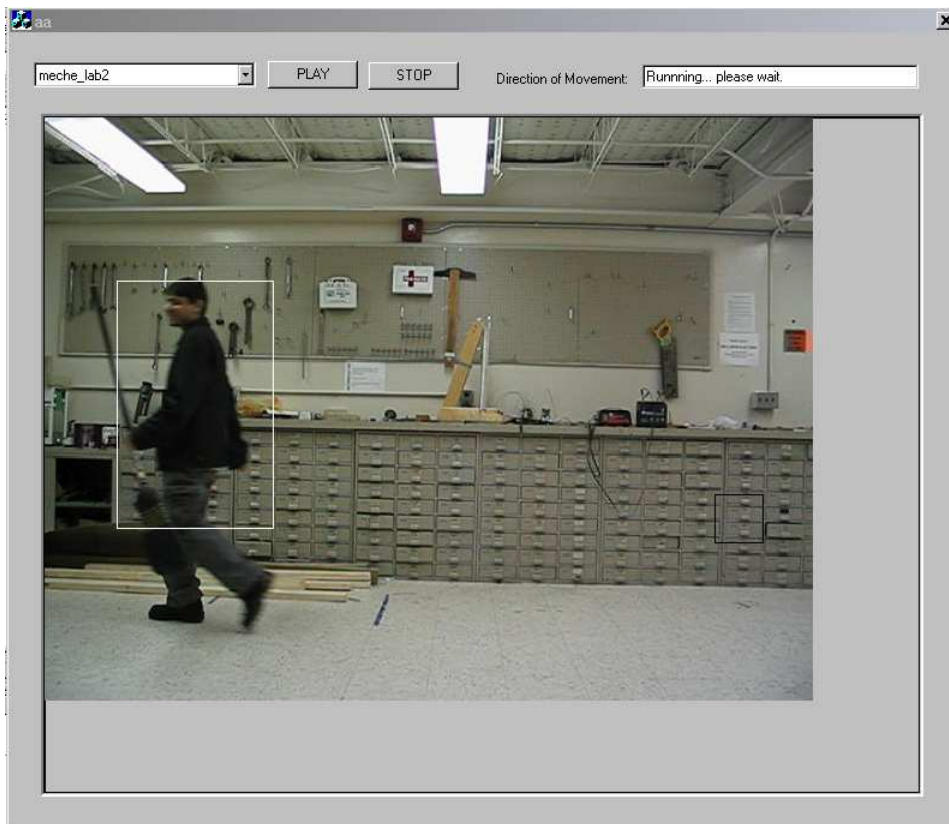 aa
meche_lab2
PLAY
STOP
Direction of Movement:
Runnning... please wait.